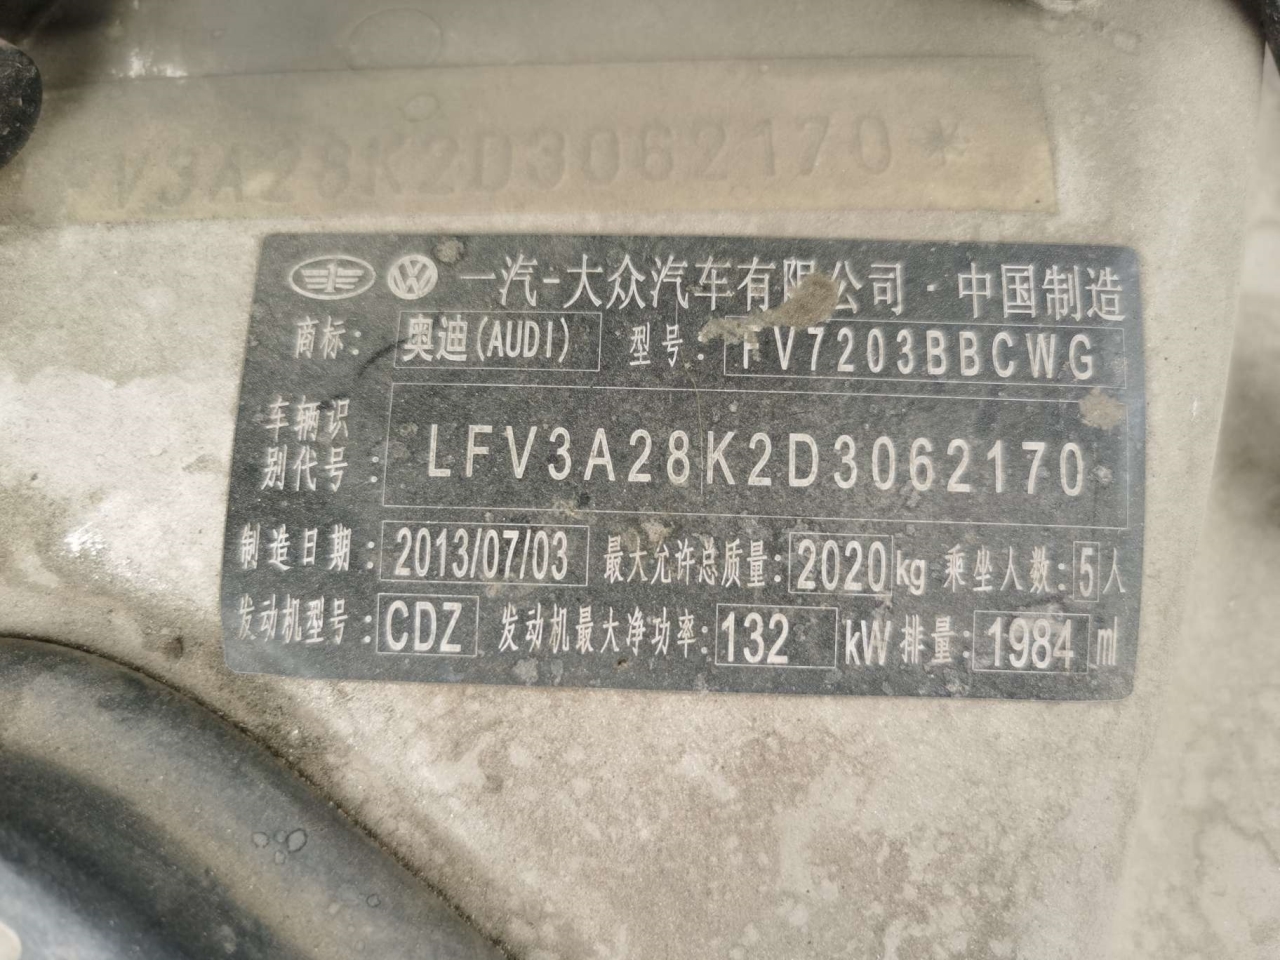 V3A28K2D3062170*
一汽-大众汽车有限公司·中国制造
商标: 奥迪(AUDI) 型号: FV7203BBCWG
车辆识别代号: LFV3A28K2D3062170
制造日期: 2013/07/03 最大允许总质量: 2020kg 乘坐人数: 5人
发动机型号: CDZ 发动机最大净功率: 132 kW 排量: 1984 ml